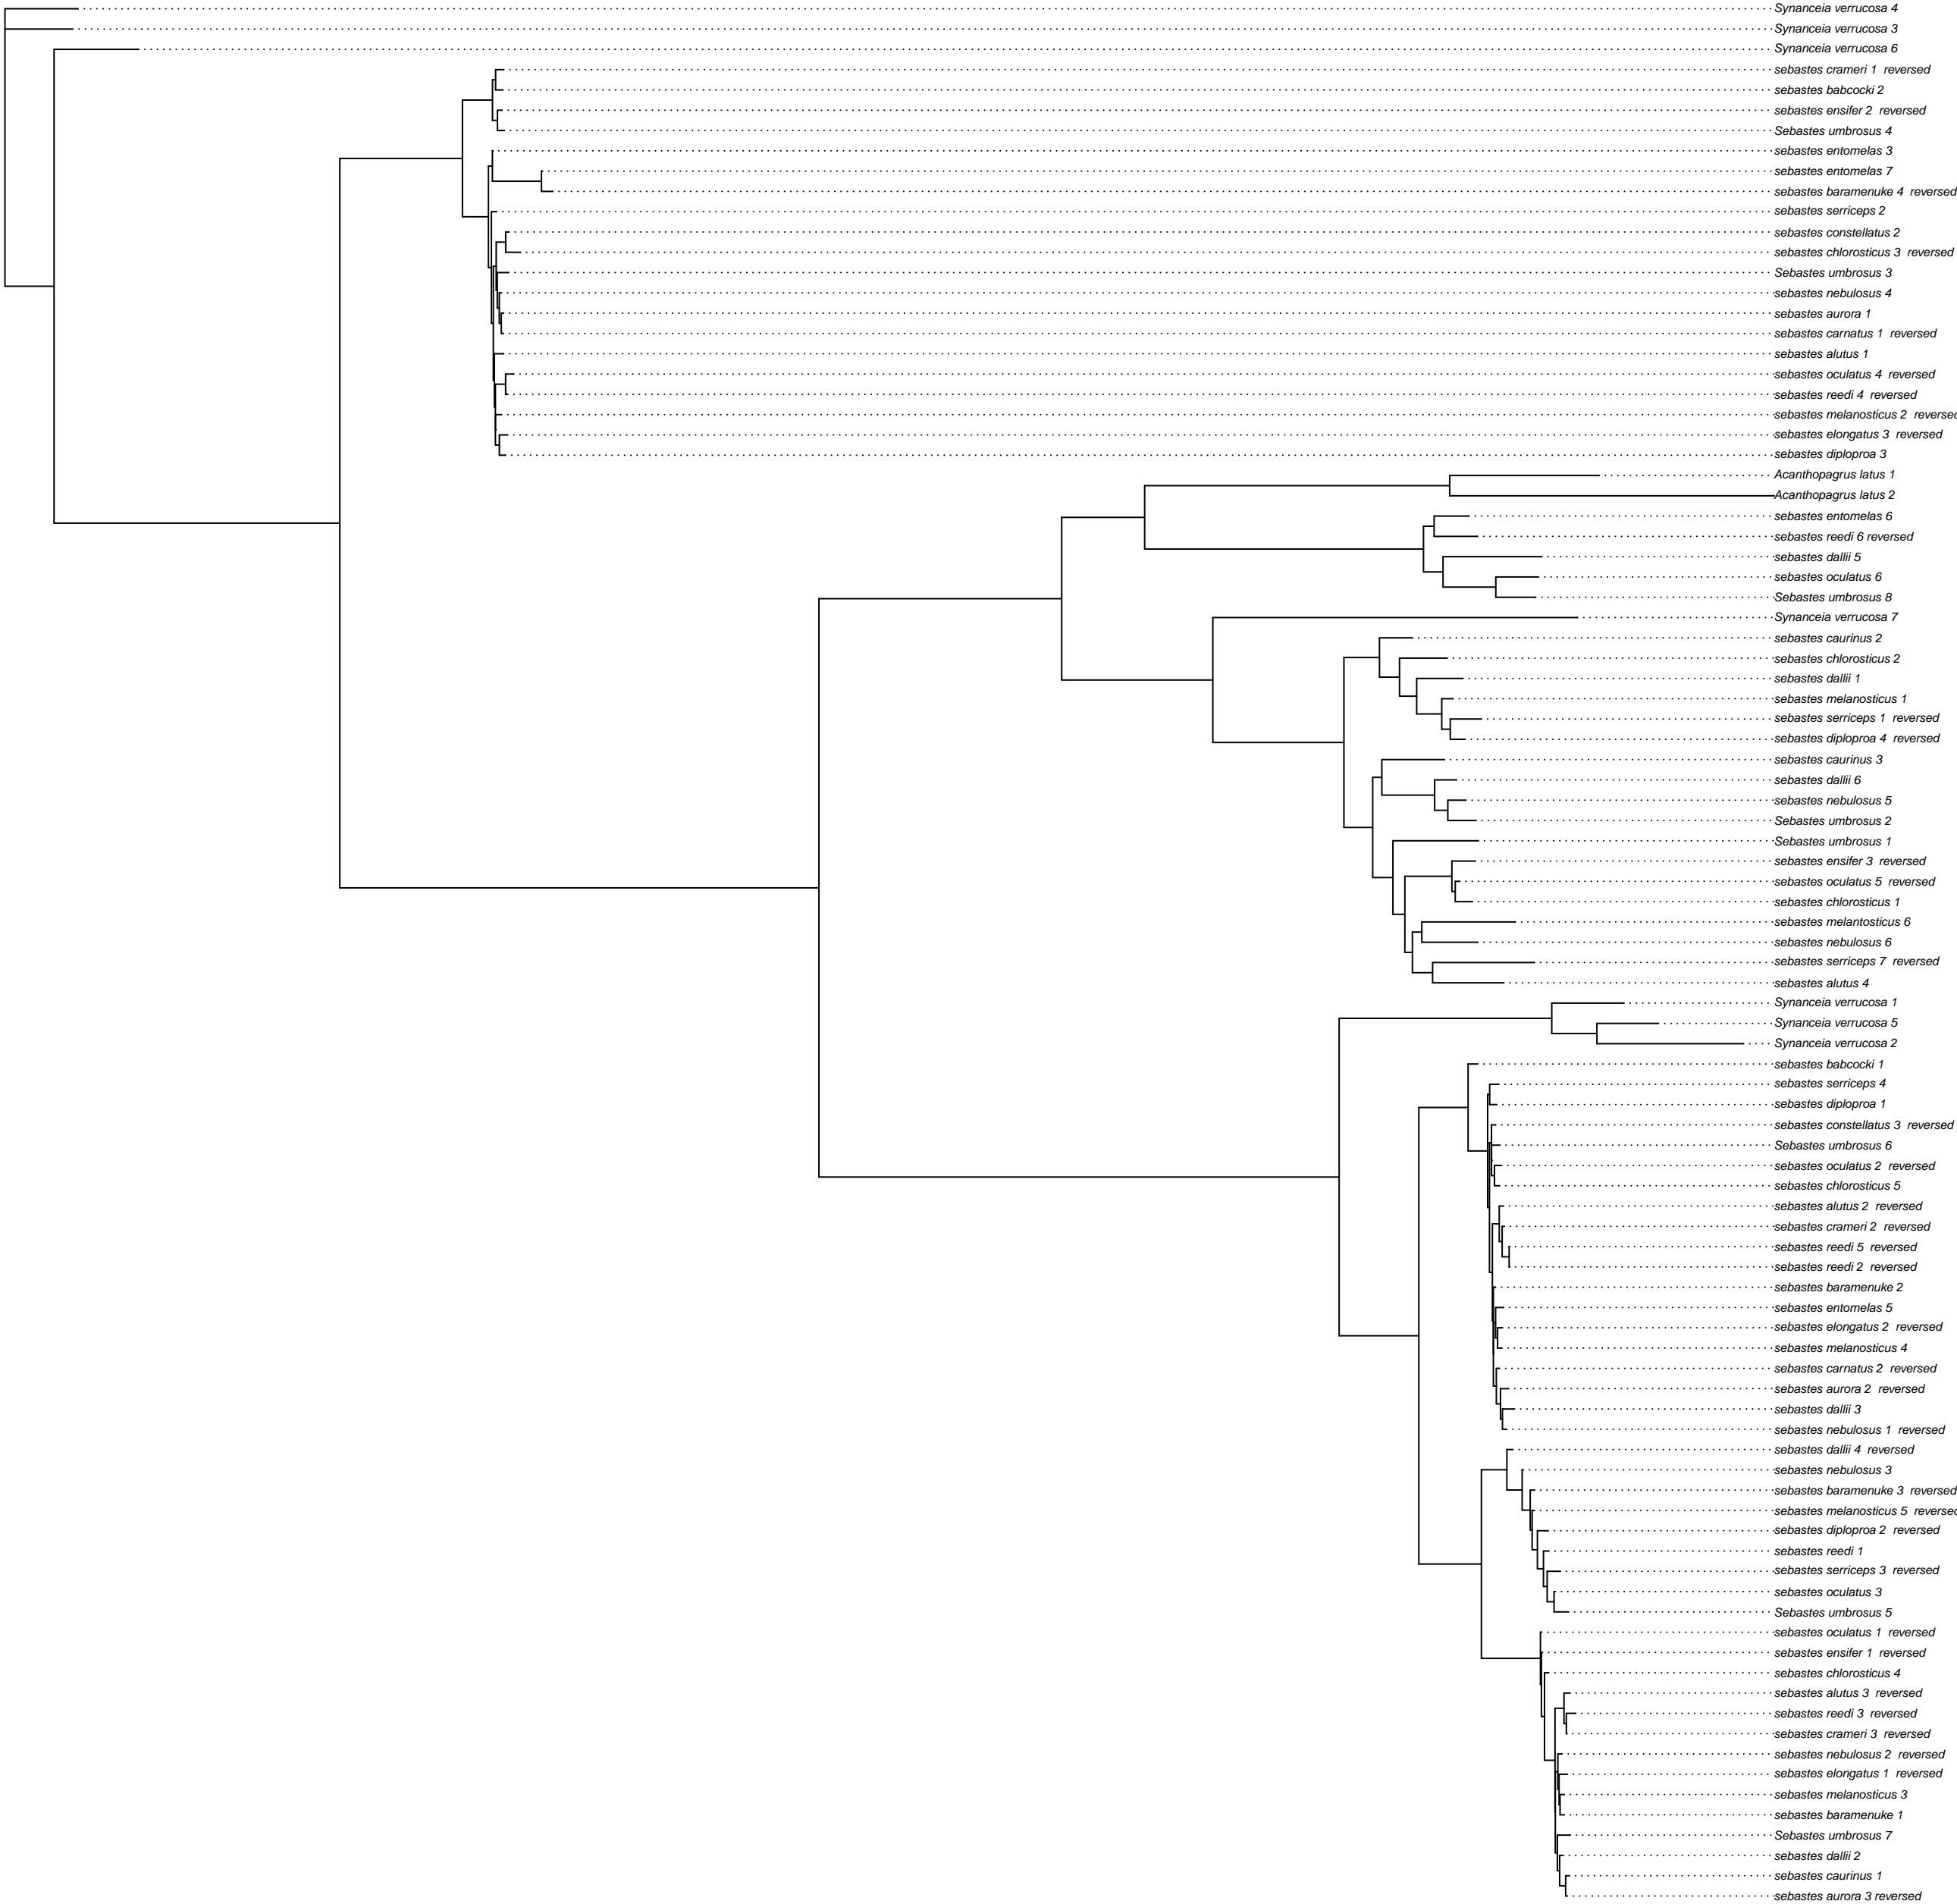 Synanceia verrucosa 4
Synanceia verrucosa 3
Synanceia verrucosa 6
sebastes crameri 1 reversed
sebastes babcocki 2
sebastes ensifer 2 reversed
Sebastes umbrosus 4
sebastes entomelas 3
sebastes entomelas 7
sebastes baramenuke 4 reversed
sebastes serriceps 2
sebastes constellatus 2
sebastes chlorosticus 3 reversed
Sebastes umbrosus 3
sebastes nebulosus 4
sebastes aurora 1
sebastes carnatus 1 reversed
sebastes alutus 1
sebastes oculatus 4 reversed
sebastes reedi 4 reversed
sebastes melanosticus 2 reversed
sebastes elongatus 3 reversed
sebastes diploproa 3
Acanthopagrus latus 1
Acanthopagrus latus 2
sebastes entomelas 6
sebastes reedi 6 reversed
sebastes dallii 5
sebastes oculatus 6
Sebastes umbrosus 8
Synanceia verrucosa 7
sebastes caurinus 2
sebastes chlorosticus 2
sebastes dallii 1
sebastes melanosticus 1
sebastes serriceps 1 reversed
sebastes diploproa 4 reversed
sebastes caurinus 3
sebastes dallii 6
sebastes nebulosus 5
Sebastes umbrosus 2
Sebastes umbrosus 1
sebastes ensifer 3 reversed
sebastes oculatus 5 reversed
sebastes chlorosticus 1
sebastes melantosticus 6
sebastes nebulosus 6
sebastes serriceps 7 reversed
sebastes alutus 4
Synanceia verrucosa 1
Synanceia verrucosa 5
Synanceia verrucosa 2
sebastes babcocki 1
sebastes serriceps 4
sebastes diploproa 1
sebastes constellatus 3 reversed
Sebastes umbrosus 6
sebastes oculatus 2 reversed
sebastes chlorosticus 5
sebastes alutus 2 reversed
sebastes crameri 2 reversed
sebastes reedi 5 reversed
sebastes reedi 2 reversed
sebastes baramenuke 2
sebastes entomelas 5
sebastes elongatus 2 reversed
sebastes melanosticus 4
sebastes carnatus 2 reversed
sebastes aurora 2 reversed
sebastes dallii 3
sebastes nebulosus 1 reversed
sebastes dallii 4 reversed
sebastes nebulosus 3
sebastes baramenuke 3 reversed
sebastes melanosticus 5 reversed
sebastes diploproa 2 reversed
sebastes reedi 1
sebastes serriceps 3 reversed
sebastes oculatus 3
Sebastes umbrosus 5
sebastes oculatus 1 reversed
sebastes ensifer 1 reversed
sebastes chlorosticus 4
sebastes alutus 3 reversed
sebastes reedi 3 reversed
sebastes crameri 3 reversed
sebastes nebulosus 2 reversed
sebastes elongatus 1 reversed
sebastes melanosticus 3
sebastes baramenuke 1
Sebastes umbrosus 7
sebastes dallii 2
sebastes caurinus 1
sebastes aurora 3 reversed